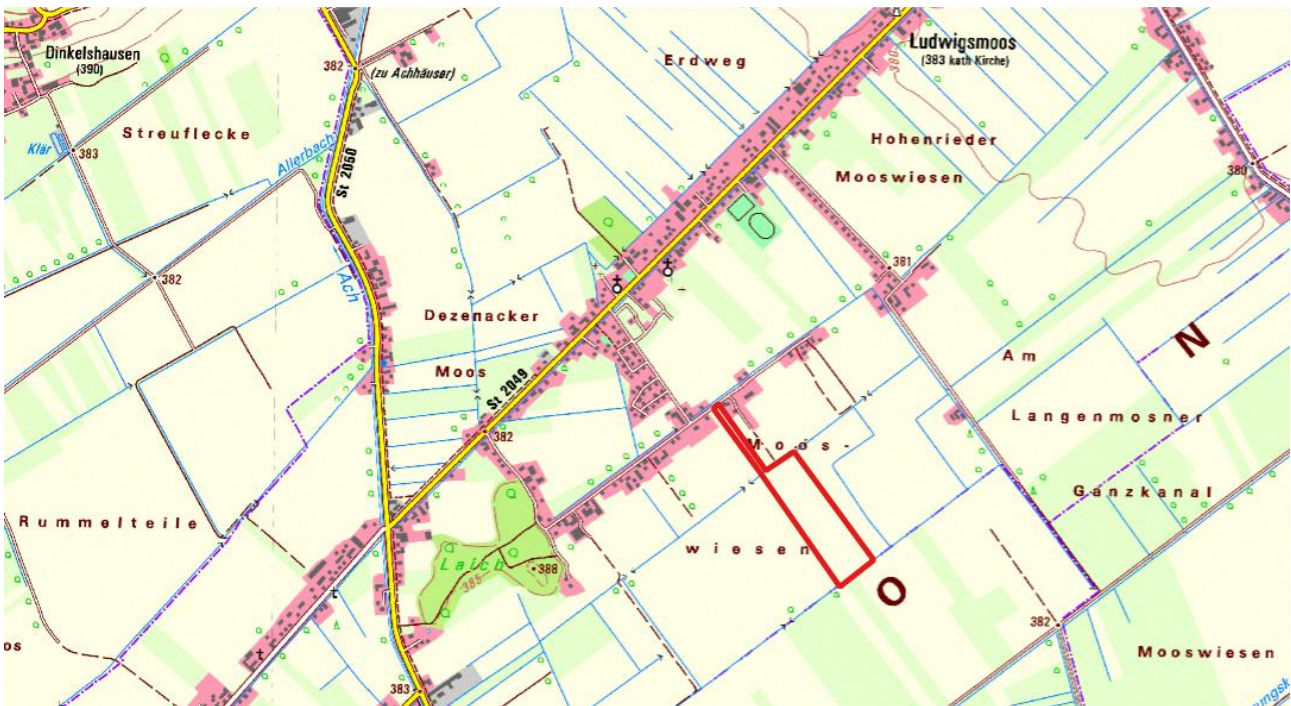 Dinkelshausen
(390)
382
(zu Achhäuser)
Erdweg
Ludwigsmoos
(383 kath Kirche)
380
Streuflecke
Klär
383
Allerbach
St 2050
Hohenrieder
Mooswiesen
380
381
382
Ach
Dezenacker
Moos
St 2049
382
Am
N
Langenmosner
Moos-
Ganzkanal
Rummelteile
wiesen
Laich
385
388
O
382
Mooswiesen
os
383